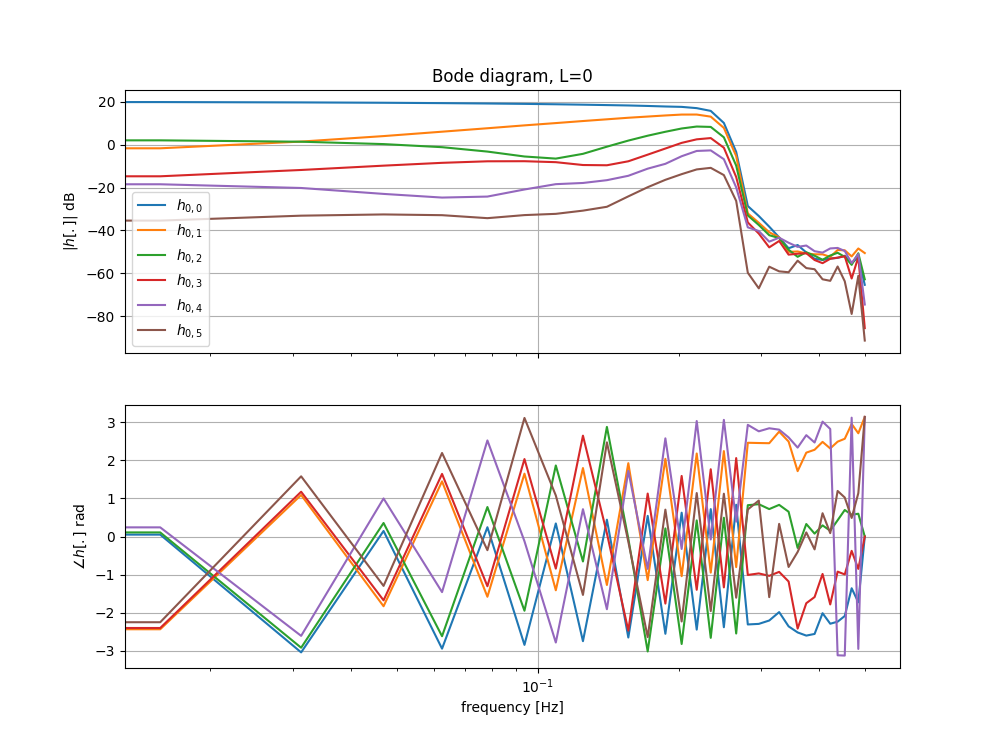 Bode diagram, L=0
|h[.]| dB
20
0
−20
−40
−60
−80
h0,0
h0,1
h0,2
h0,3
h0,4
h0,5
∠h[.] rad
3
2
1
0
−1
−2
−3
10−1
frequency [Hz]